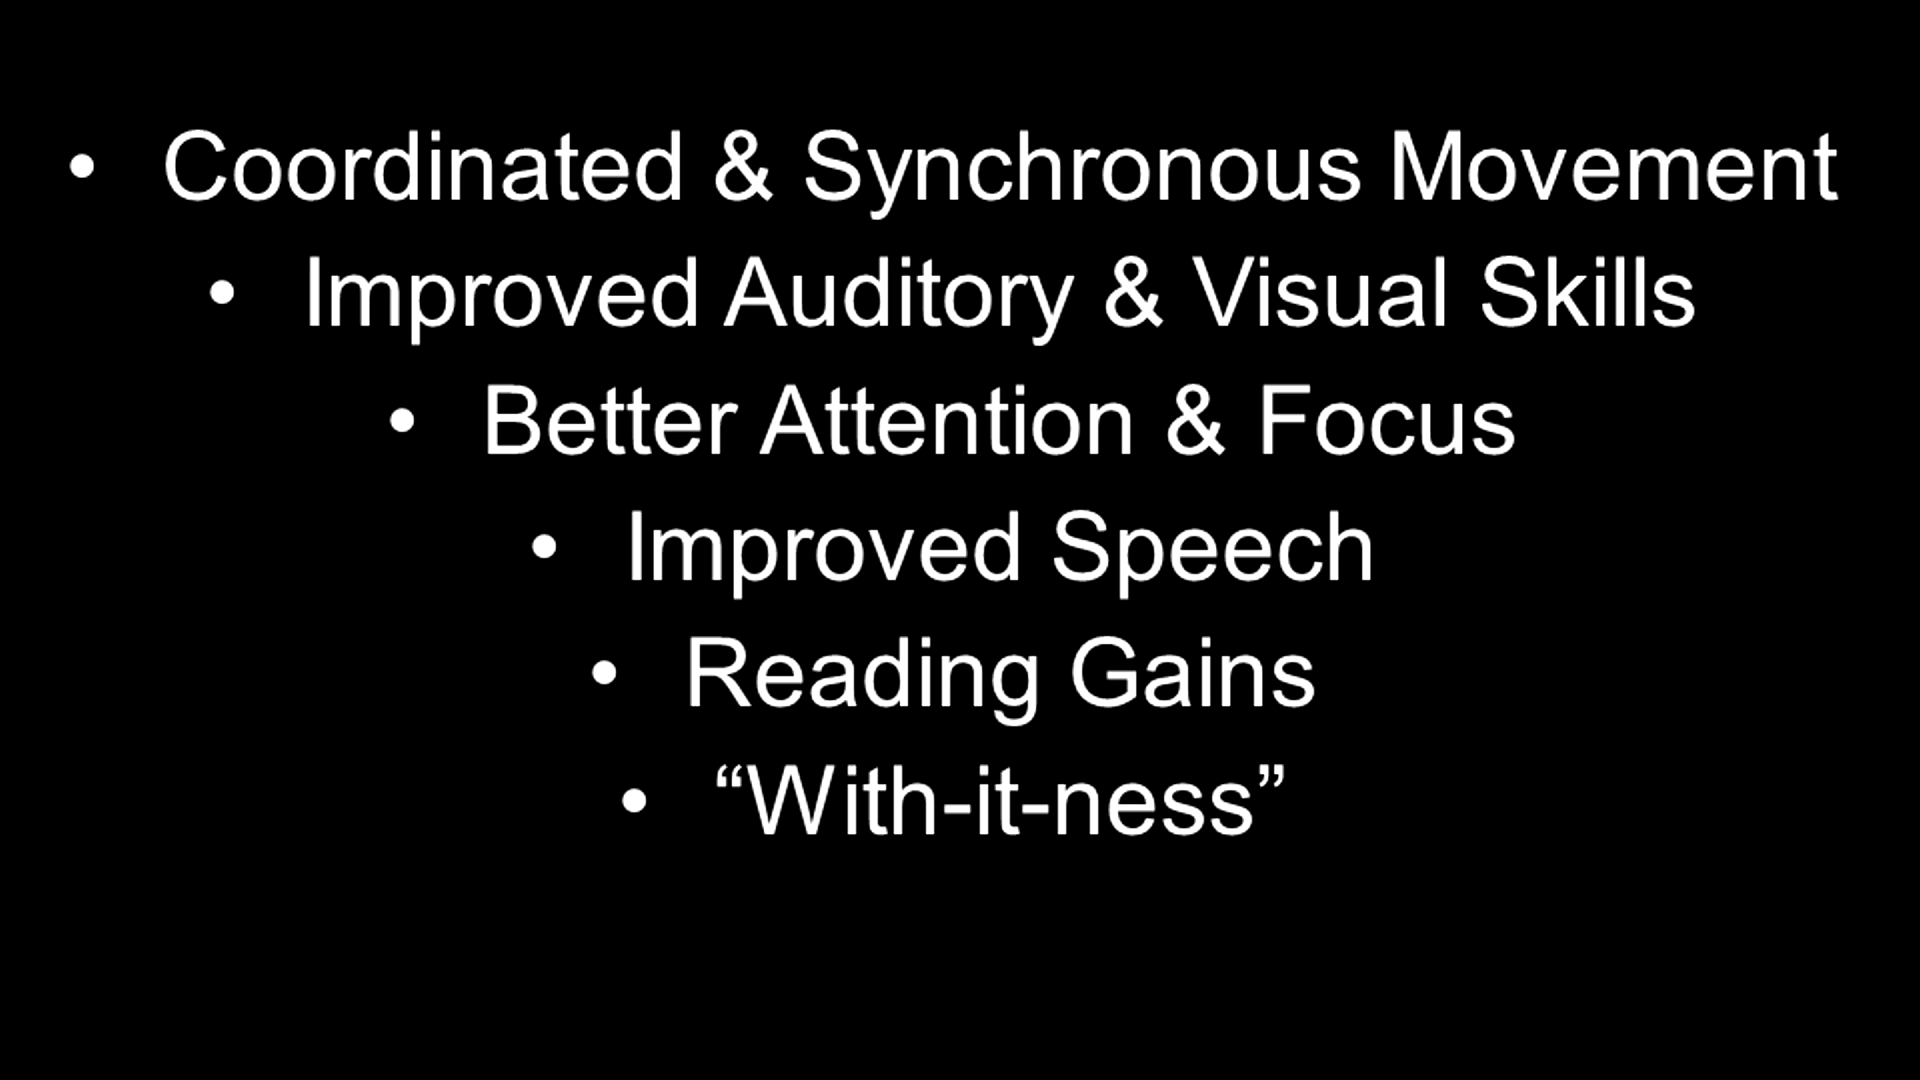 • Coordinated & Synchronous Movement
• Improved Auditory & Visual Skills
• Better Attention & Focus
• Improved Speech
• Reading Gains
• “With-it-ness”